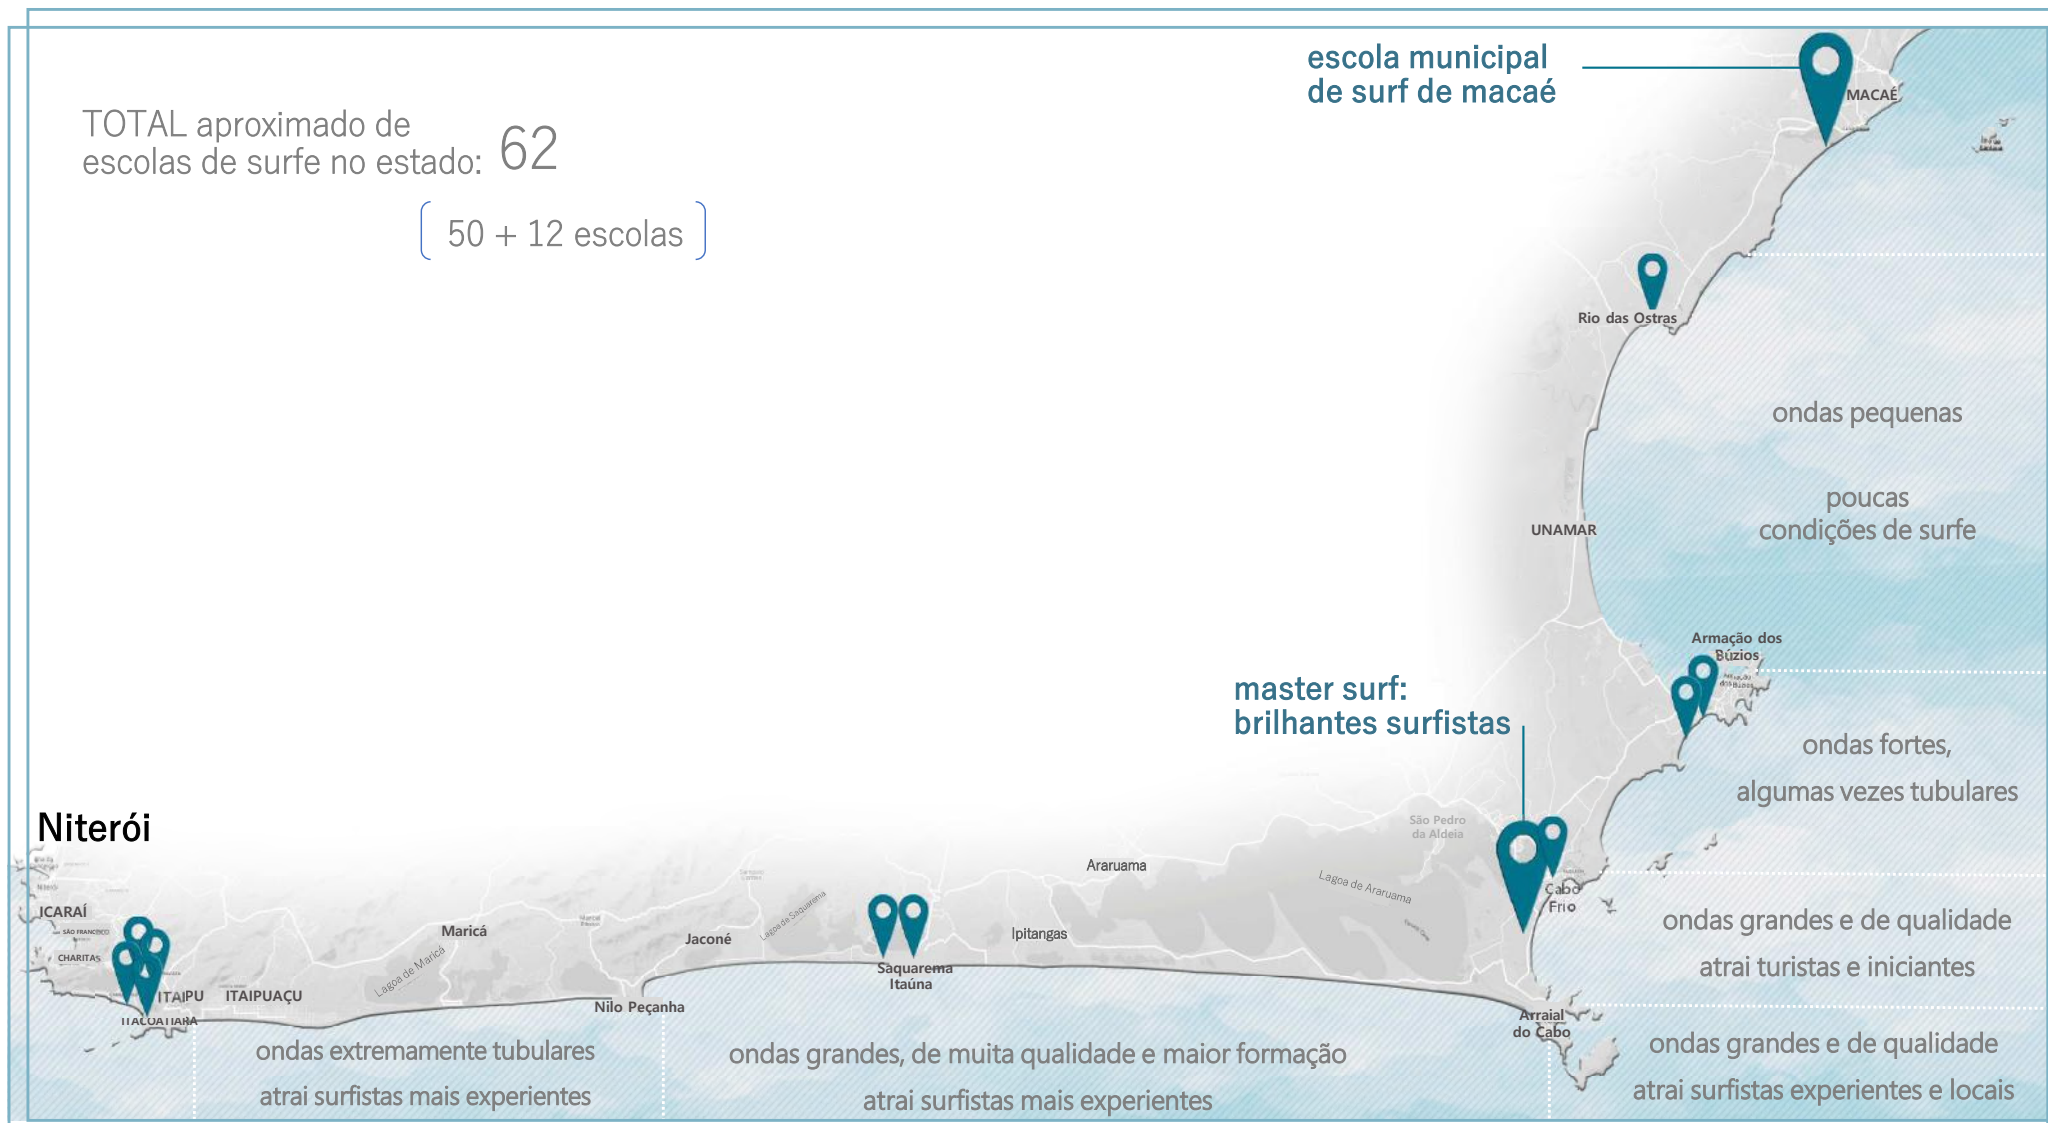 escola municipal
de surf de macaé
MACAÉ
TOTAL aproximado de
escolas de surfe no estado: 62
50 + 12 escolas
Rio das Ostras
ondas pequenas
poucas
condições de surfe
UNAMAR
Armação dos
Búzios
master surf:
brilhantes surfistas
ondas fortes,
algumas vezes tubulares
Niterói
São Pedro
da Aldeia
Araruama
Lagoa de Araruama
Lagoa de Saquarema
Cabo
Frio
ICARAÍ
SÃO FRANCISCO
CHARITAS
Maricá
Jaconé
Ipitangas
ondas grandes e de qualidade
atrai turistas e iniciantes
Lagoa de Maricá
Saquarema
Itaúna
ITAIPU
ITAIPUAÇU
Nilo Peçanha
ITACOATIARA
Arraial
do Cabo
ondas extremamente tubulares
atrai surfistas mais experientes
ondas grandes, de muita qualidade e maior formação
atrai surfistas mais experientes
ondas grandes e de qualidade
atrai surfistas experientes e locais